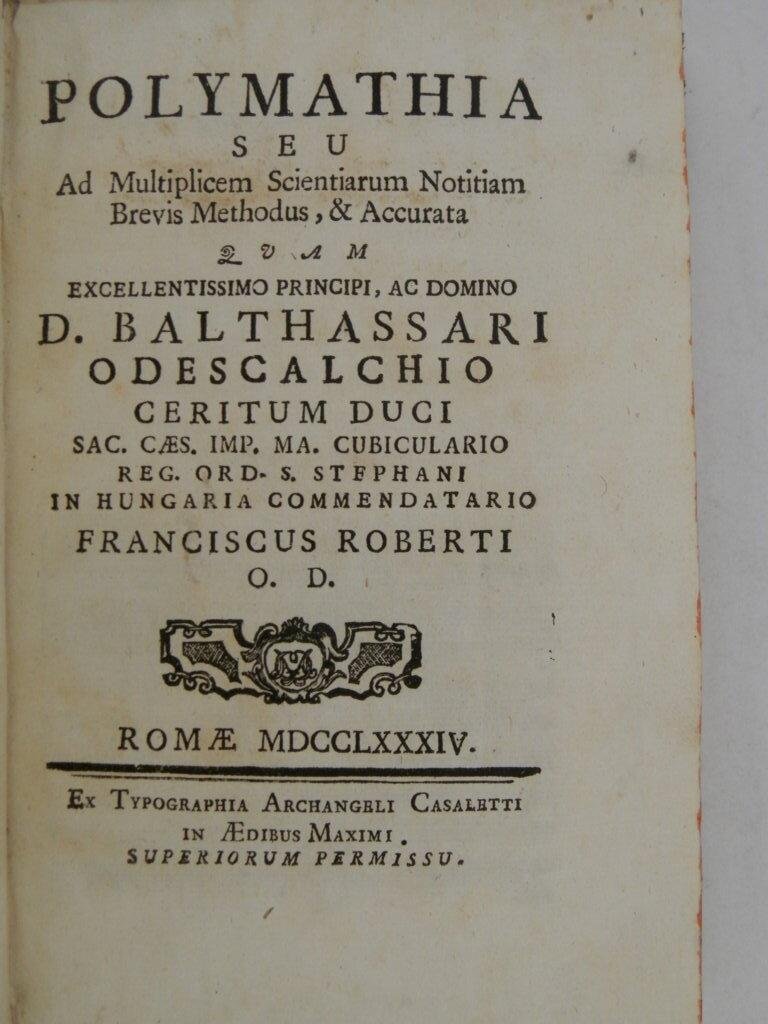 POLYMATHIA
SEU
Ad Multiplicem Scientiarum Notitiam
Brevis Methodus, & Accurata
QVAM
EXCELLENTISSIMO PRINCIPI, AC DOMINO
D. BALTHASSARI
ODESCALCHIO
CERITUM DUCI
SAC. CÆS. IMP. MA. CUBICULARIO
REG. ORD. S. STEPHANI
IN HUNGARIA COMMENDATARIO
FRANCISCUS ROBERTI
O. D.
ROMÆ MDCCLXXXIV.
EX TYPOGRAPHIA ARCHANGELI CASALETTI
IN ÆDIBUS MAXIMI.
SUPERIORUM PERMISSU.